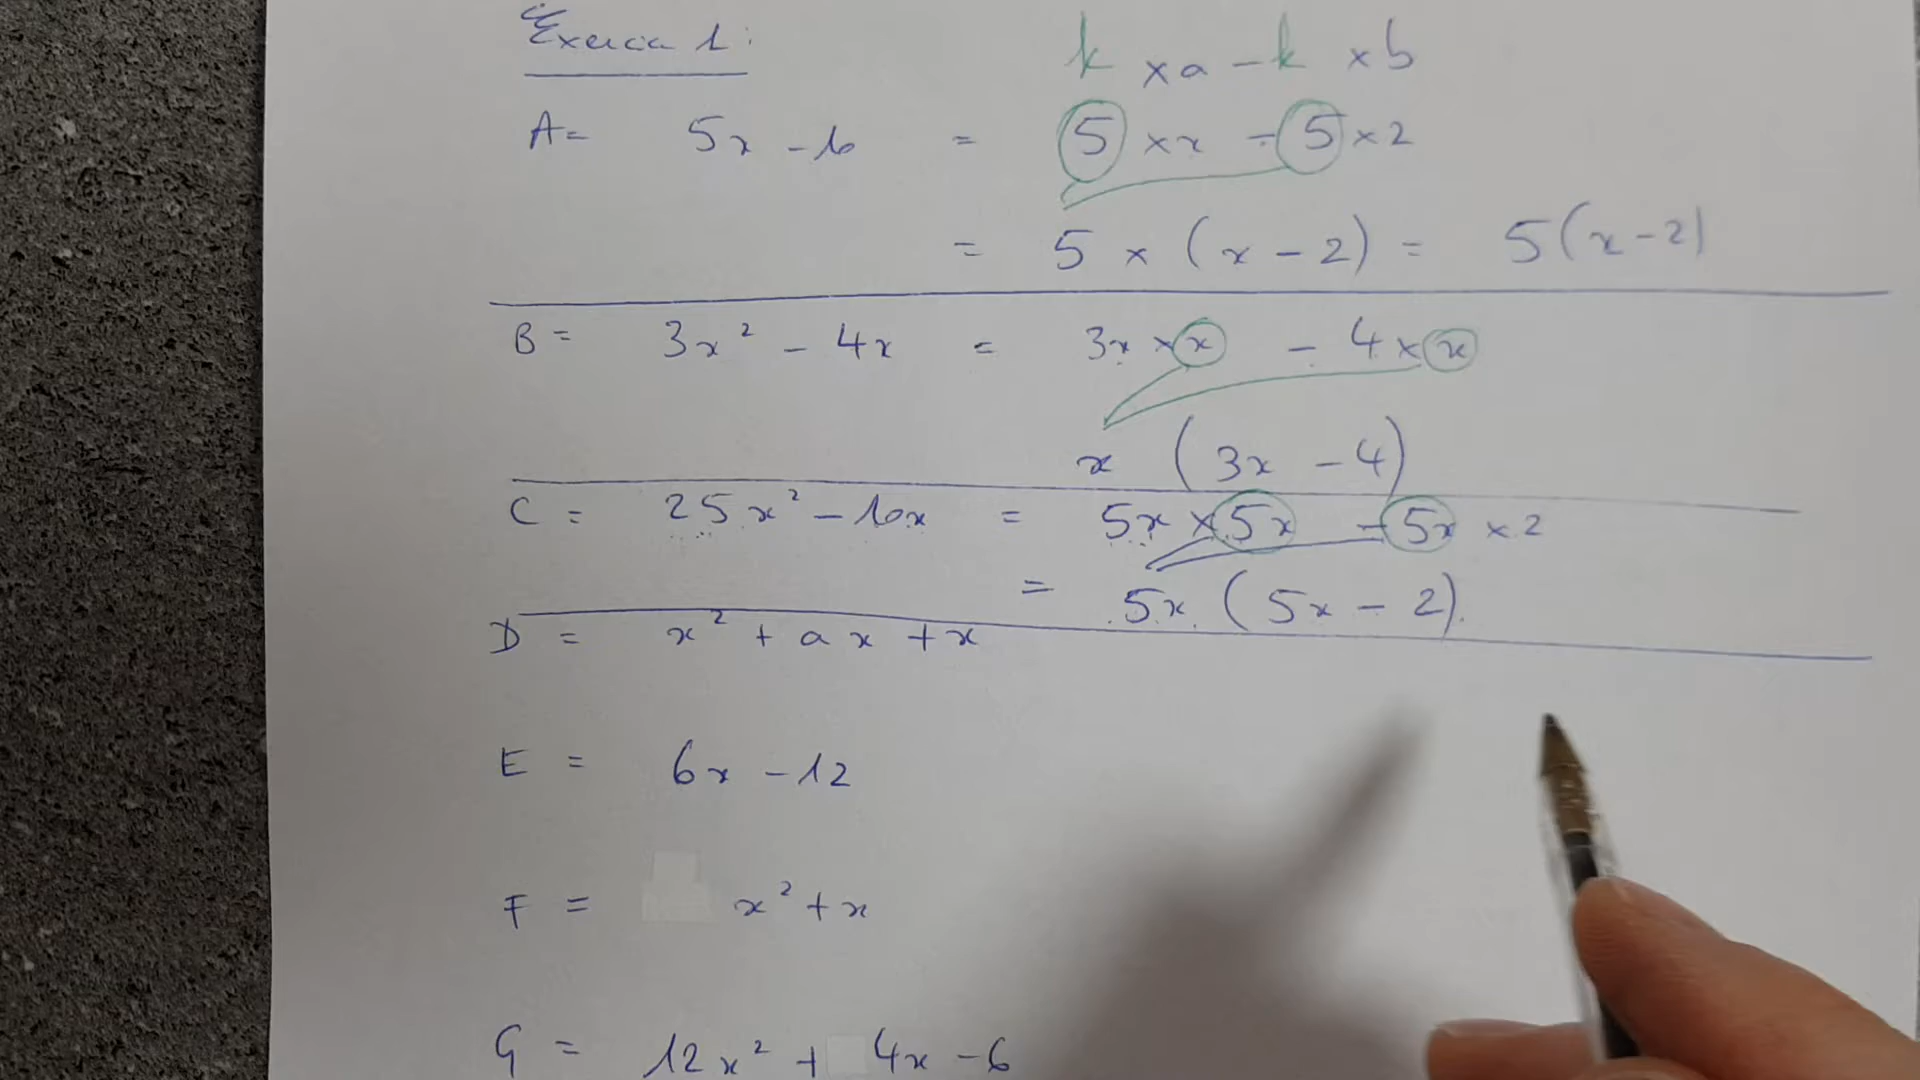 Exercice 1 :
k × a - k × b
A = 5x - 10 = 5 × x - 5 × 2
= 5 × (x - 2) = 5(x - 2)
B = 3x² - 4x = 3x × x - 4 × x
x (3x - 4)
C = 25x² - 10x = 5x × 5x - 5x × 2
= 5x (5x - 2)
D = x² + ax + x
E = 6x - 12
F = x² + x
G = 12x² + 4x - 6